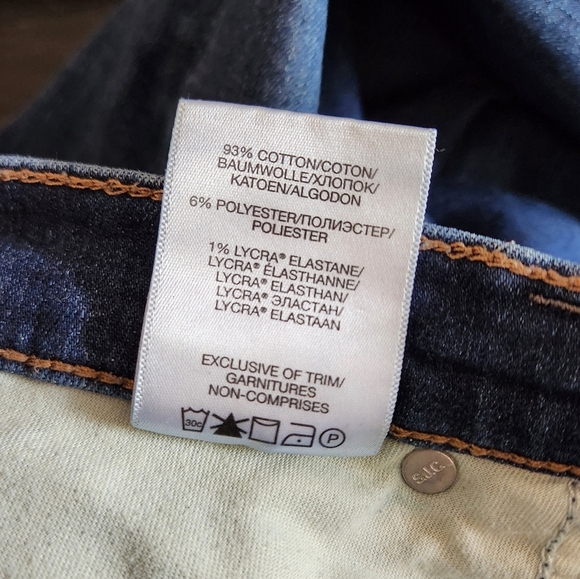 93% COTTON/COTON/
BAUMWOLLE/ХЛОПОК/
KATOEN/ALGODON
6% POLYESTER/ПОЛИЭСТЕР/
POLIESTER
1% LYCRA® ELASTANE/
LYCRA® ÉLASTHANNE/
LYCRA® ELASTHAN/
LYCRA® ЭЛАСТАН/
LYCRA® ELASTAAN
EXCLUSIVE OF TRIM/
GARNITURES
NON-COMPRISES
30c P
S.I.C.